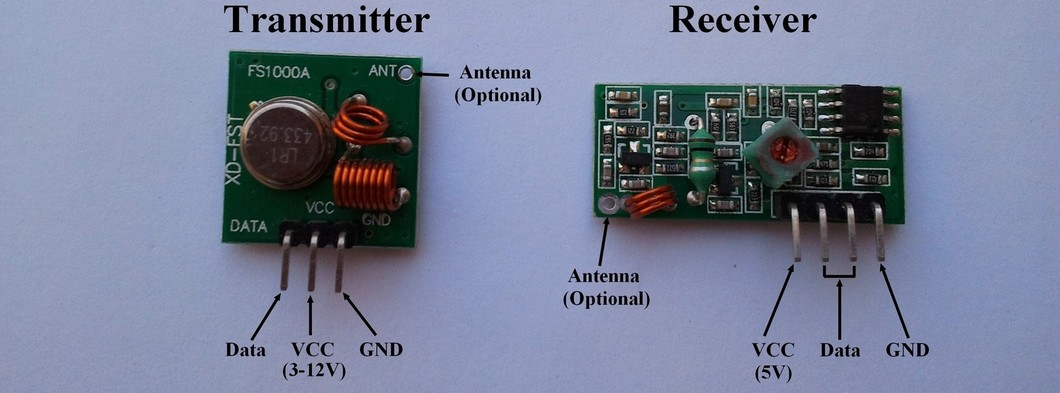 Transmitter
Receiver
FS1000A
ANT
Antenna
(Optional)
433.92
LR1
XD-FST
VCC
DATA
GND
Antenna
(Optional)
Data
VCC
(3-12V)
GND
VCC
(5V)
Data
GND